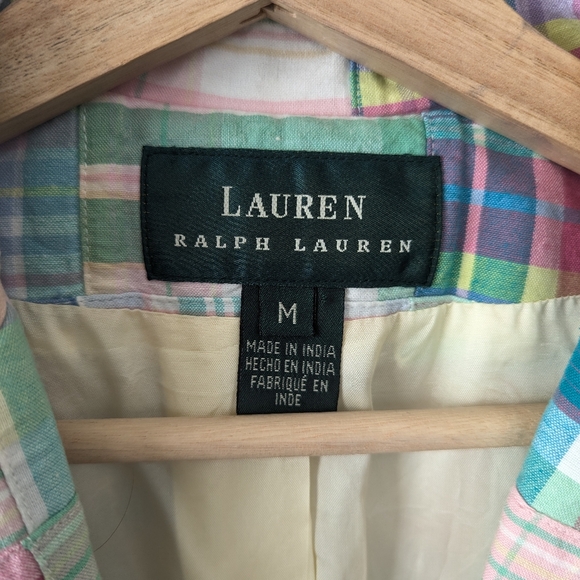 LAUREN
RALPH LAUREN
M
MADE IN INDIA
HECHO EN INDIA
FABRIQUÉ EN
INDE